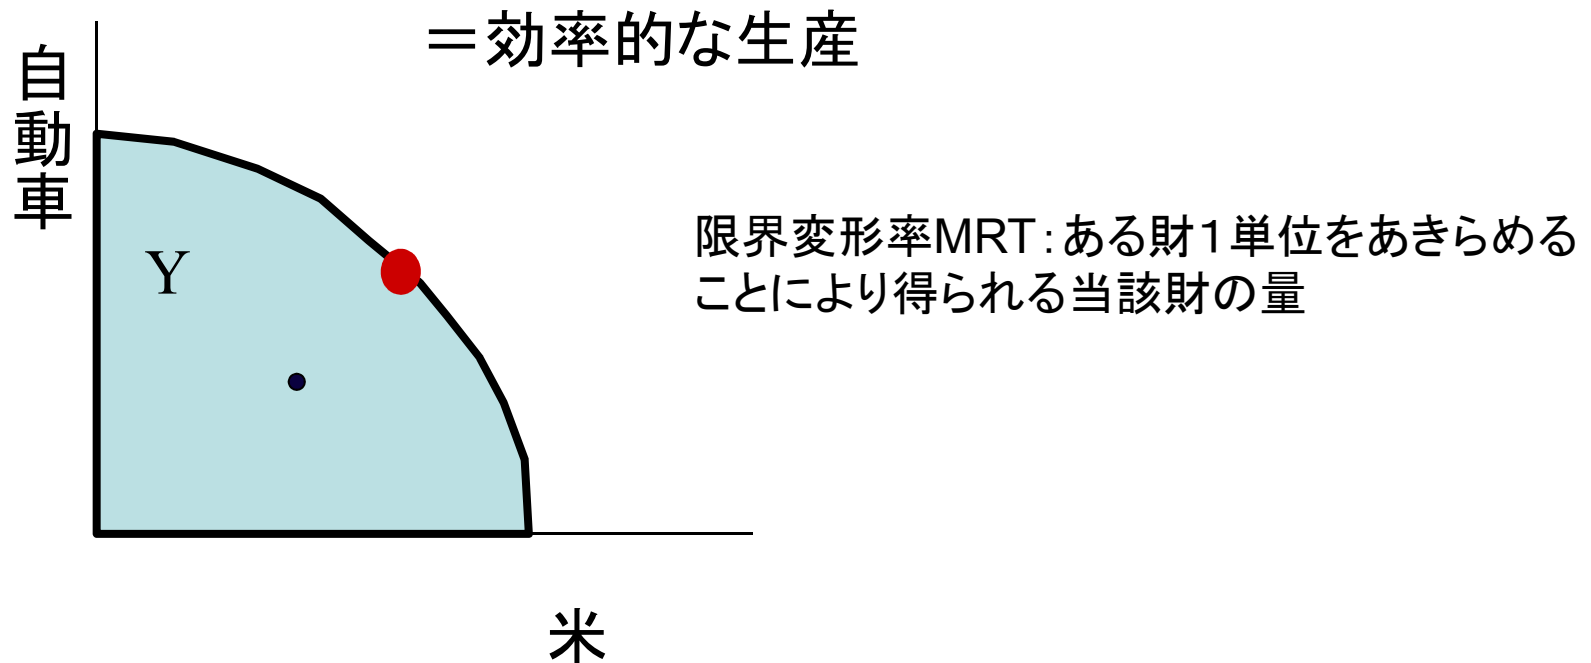 ＝効率的な生産
自動車
Y
限界変形率MRT：ある財１単位をあきらめる
ことにより得られる当該財の量
米